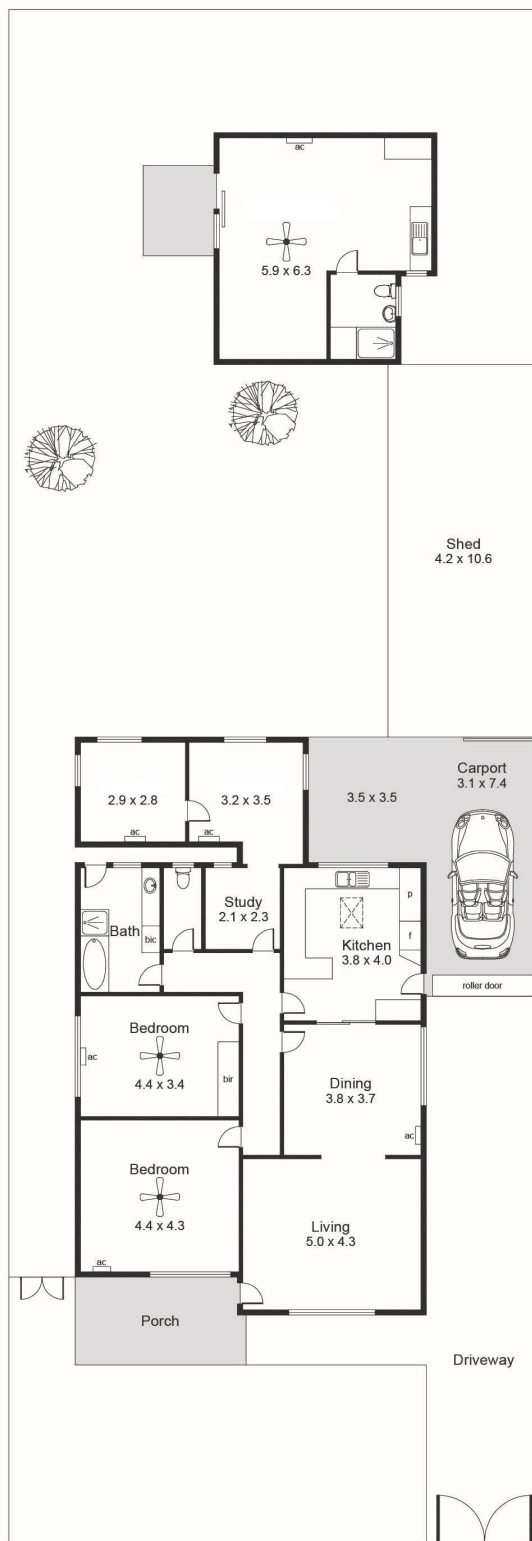 ac
5.9 x 6.3
Shed
4.2 x 10.6
Carport
3.1 x 7.4
2.9 x 2.8
3.2 x 3.5
3.5 x 3.5
ac
ac
Study
2.1 x 2.3
p
Bath
bic
f
Kitchen
3.8 x 4.0
roller door
Bedroom
ac
4.4 x 3.4
bir
Dining
3.8 x 3.7
ac
Bedroom
4.4 x 4.3
ac
Living
5.0 x 4.3
Porch
Driveway